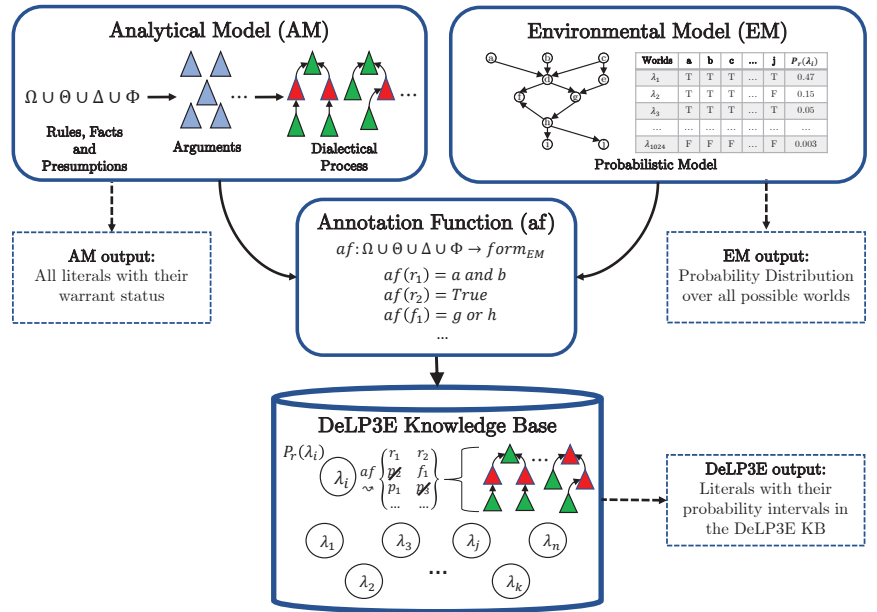 Analytical Model (AM)
Ω ∪ Θ ∪ Δ ∪ Φ
...
...
Rules, Facts
and
Presumptions
Arguments
Dialectical
Process
Environmental Model (EM)
a
b
c
d
e
f
g
h
i
j
Worlds a b c ... j Pr(λi)
λ1 T T T ... T 0.47
λ2 T T T ... F 0.15
λ3 T T T ... T 0.05
... ... ... ... ... ... ...
λ1024 F F F ... F 0.003
Probabilistic Model
AM output:
All literals with their
warrant status
Annotation Function (af)
af: Ω ∪ Θ ∪ Δ ∪ Φ → formEM
af(r1) = a and b
af(r2) = True
af(f1) = g or h
...
EM output:
Probability Distribution
over all possible worlds
DeLP3E Knowledge Base
Pr(λi)
λi
af
r1 r2
p2 f1
p1 p3
... ...
...
λ1
λ3
λj
λn
λ2
...
λk
DeLP3E output:
Literals with their
probability intervals in
the DeLP3E KB